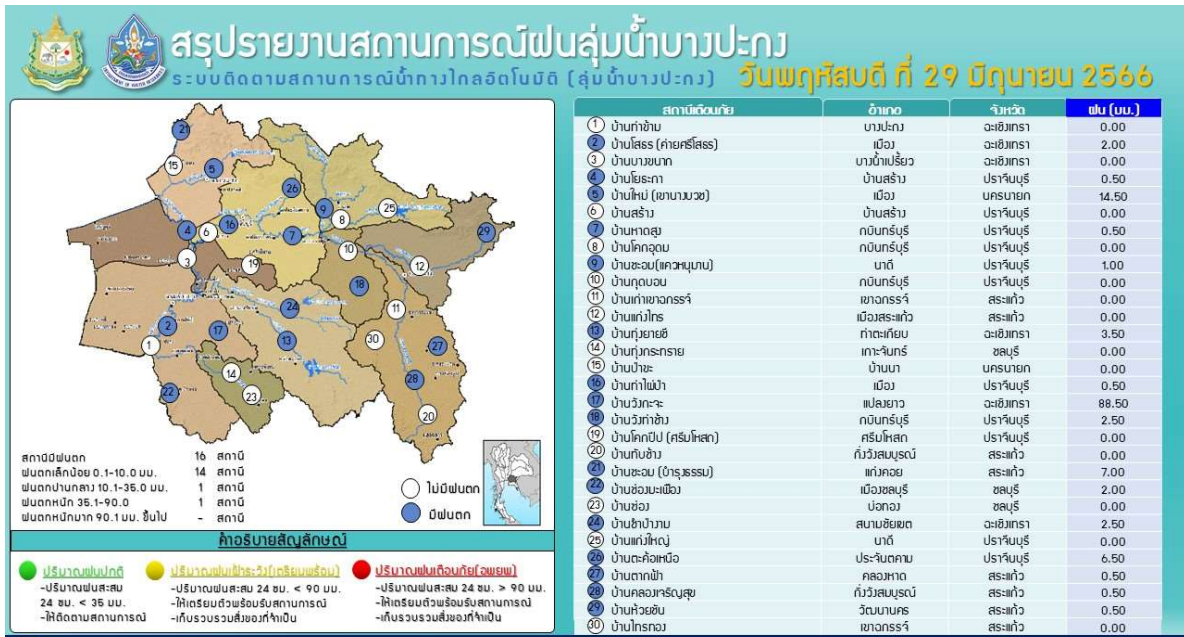 สรุปรายงานสถานการณ์ฝนลุ่มน้ำบางปะกง
ระบบติดตามสถานการณ์น้ำทางไกลอัตโนมัติ (ลุ่มน้ำบางปะกง)
วันพฤหัสบดี ที่ 29 มิถุนายน 2566
สถานีเตือนภัย อำเภอ จังหวัด ฝน (มม.)
1 บ้านท่าข้าม บางปะกง ฉะเชิงเทรา 0.00
2 บ้านโสธร (ค่ายศรีโสธร) เมือง ฉะเชิงเทรา 2.00
3 บ้านบางขนาก บางน้ำเปรี้ยว ฉะเชิงเทรา 0.00
4 บ้านโยธะกา บ้านสร้าง ปราจีนบุรี 0.50
5 บ้านใหม่ (เขานางบวช) เมือง นครนายก 14.50
6 บ้านสร้าง บ้านสร้าง ปราจีนบุรี 0.00
7 บ้านหาดสูง กบินทร์บุรี ปราจีนบุรี 0.50
8 บ้านโคกอุดม กบินทร์บุรี ปราจีนบุรี 0.00
9 บ้านชะอม(แควหนุมาน) นาดี ปราจีนบุรี 1.00
10 บ้านกุดบอน กบินทร์บุรี ปราจีนบุรี 0.00
11 บ้านเก่าเขาฉกรรจ์ เขาฉกรรจ์ สระแก้ว 0.00
12 บ้านแก่งไทร เมืองสระแก้ว สระแก้ว 0.00
13 บ้านทุ่งยายชี ท่าตะเกียบ ฉะเชิงเทรา 3.50
14 บ้านทุ่งกระทราย เกาะจันทร์ ชลบุรี 0.00
15 บ้านป่าขะ บ้านนา นครนายก 0.00
16 บ้านท่าไผ่ป่า เมือง ปราจีนบุรี 0.50
17 บ้านวังกะจะ แปลงยาว ฉะเชิงเทรา 88.50
18 บ้านวังท่าช้าง กบินทร์บุรี ปราจีนบุรี 2.50
19 บ้านโคกปีป (ศรีมโหสถ) ศรีมโหสถ ปราจีนบุรี 0.00
20 บ้านทับช้าง กิ่งวังสมบูรณ์ สระแก้ว 0.00
21 บ้านชะอม (บำรุงธรรม) แก่งคอย สระแก้ว 7.00
22 บ้านช่องมะเฟือง เมืองชลบุรี ชลบุรี 2.00
23 บ้านช่อง บ่อทอง ชลบุรี 0.00
24 บ้านชำป่างาม สนามชัยเขต ฉะเชิงเทรา 2.50
25 บ้านแก่งใหญ่ นาดี ปราจีนบุรี 0.00
26 บ้านตะค้อเหนือ ประจันตคาม ปราจีนบุรี 6.50
27 บ้านตากฟ้า คลองหาด สระแก้ว 0.50
28 บ้านคลองเจริญสุข กิ่งวังสมบูรณ์ สระแก้ว 0.50
29 บ้านห้วยชัน วัฒนานคร สระแก้ว 0.50
30 บ้านไทรทอง เขาฉกรรจ์ สระแก้ว 0.00
สถานีมีฝนตก 16 สถานี
ฝนตกเล็กน้อย 0.1-10.0 มม. 14 สถานี
ฝนตกปานกลาง 10.1-35.0 มม. 1 สถานี
ฝนตกหนัก 35.1-90.0 1 สถานี
ฝนตกหนักมาก 90.1 มม. ขึ้นไป - สถานี
ไม่มีฝนตก
มีฝนตก
คำอธิบายสัญลักษณ์
ปริมาณฝนปกติ
-ปริมาณฝนสะสม
24 ชม. < 35 มม.
-ให้ติดตามสถานการณ์
ปริมาณฝนเฝ้าระวัง(เตรียมพร้อม)
-ปริมาณฝนสะสม 24 ชม. < 90 มม.
-ให้เตรียมตัวพร้อมรับสถานการณ์
-เก็บรวบรวมสิ่งของที่จำเป็น
ปริมาณฝนเตือนภัย(อพยพ)
-ปริมาณฝนสะสม 24 ชม. > 90 มม.
-ให้เตรียมตัวพร้อมรับสถานการณ์
-เก็บรวบรวมสิ่งของที่จำเป็น